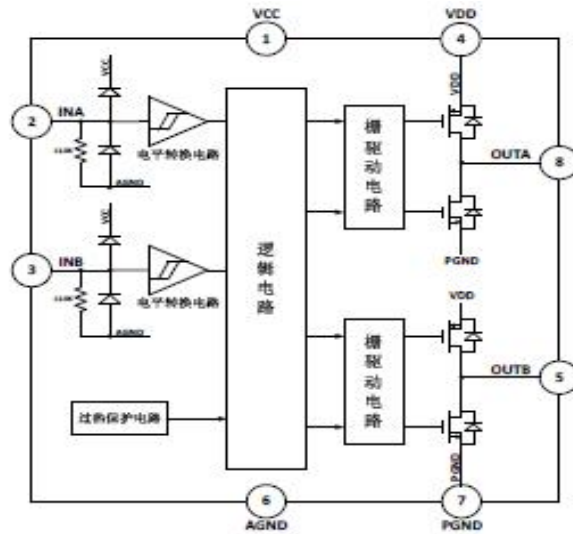 VCC
VDD
1
4
VCC
VDD
2
INA
电平转换电路
AGND
栅驱动电路
OUTA
8
PGND
VCC
3
INB
电平转换电路
AGND
逻辑电路
VDD
栅驱动电路
OUTB
5
过热保护电路
PGND
6
7
AGND
PGND